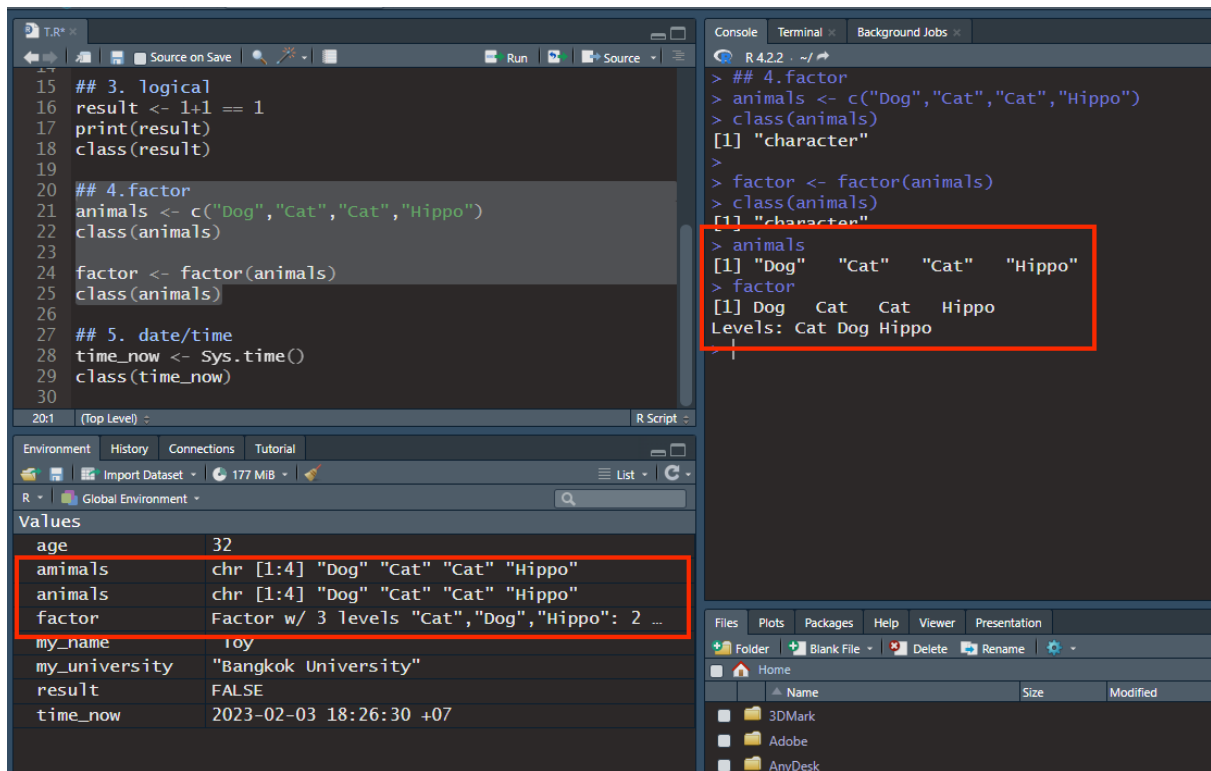 T.R*
Source on Save
Run
Source
14
15 ## 3. logical
16 result <- 1+1 == 1
17 print(result)
18 class(result)
19
20 ## 4.factor
21 animals <- c("Dog","Cat","Cat","Hippo")
22 class(animals)
23
24 factor <- factor(animals)
25 class(animals)
26
27 ## 5. date/time
28 time_now <- Sys.time()
29 class(time_now)
30
20:1 (Top Level) R Script
Environment History Connections Tutorial
Import Dataset 177 MiB List
R Global Environment
Values
age 32
amimals chr [1:4] "Dog" "Cat" "Cat" "Hippo"
animals chr [1:4] "Dog" "Cat" "Cat" "Hippo"
factor Factor w/ 3 levels "Cat","Dog","Hippo": 2 …
my_name "Toy"
my_university "Bangkok University"
result FALSE
time_now 2023-02-03 18:26:30 +07
Console Terminal Background Jobs
R 4.2.2 · ~/
> ## 4.factor
> animals <- c("Dog","Cat","Cat","Hippo")
> class(animals)
[1] "character"
>
> factor <- factor(animals)
> class(animals)
[1] "character"
> animals
[1] "Dog" "Cat" "Cat" "Hippo"
> factor
[1] Dog Cat Cat Hippo
Levels: Cat Dog Hippo
>
Files Plots Packages Help Viewer Presentation
Folder Blank File Delete Rename
Home
Name Size Modified
3DMark
Adobe
AnyDesk